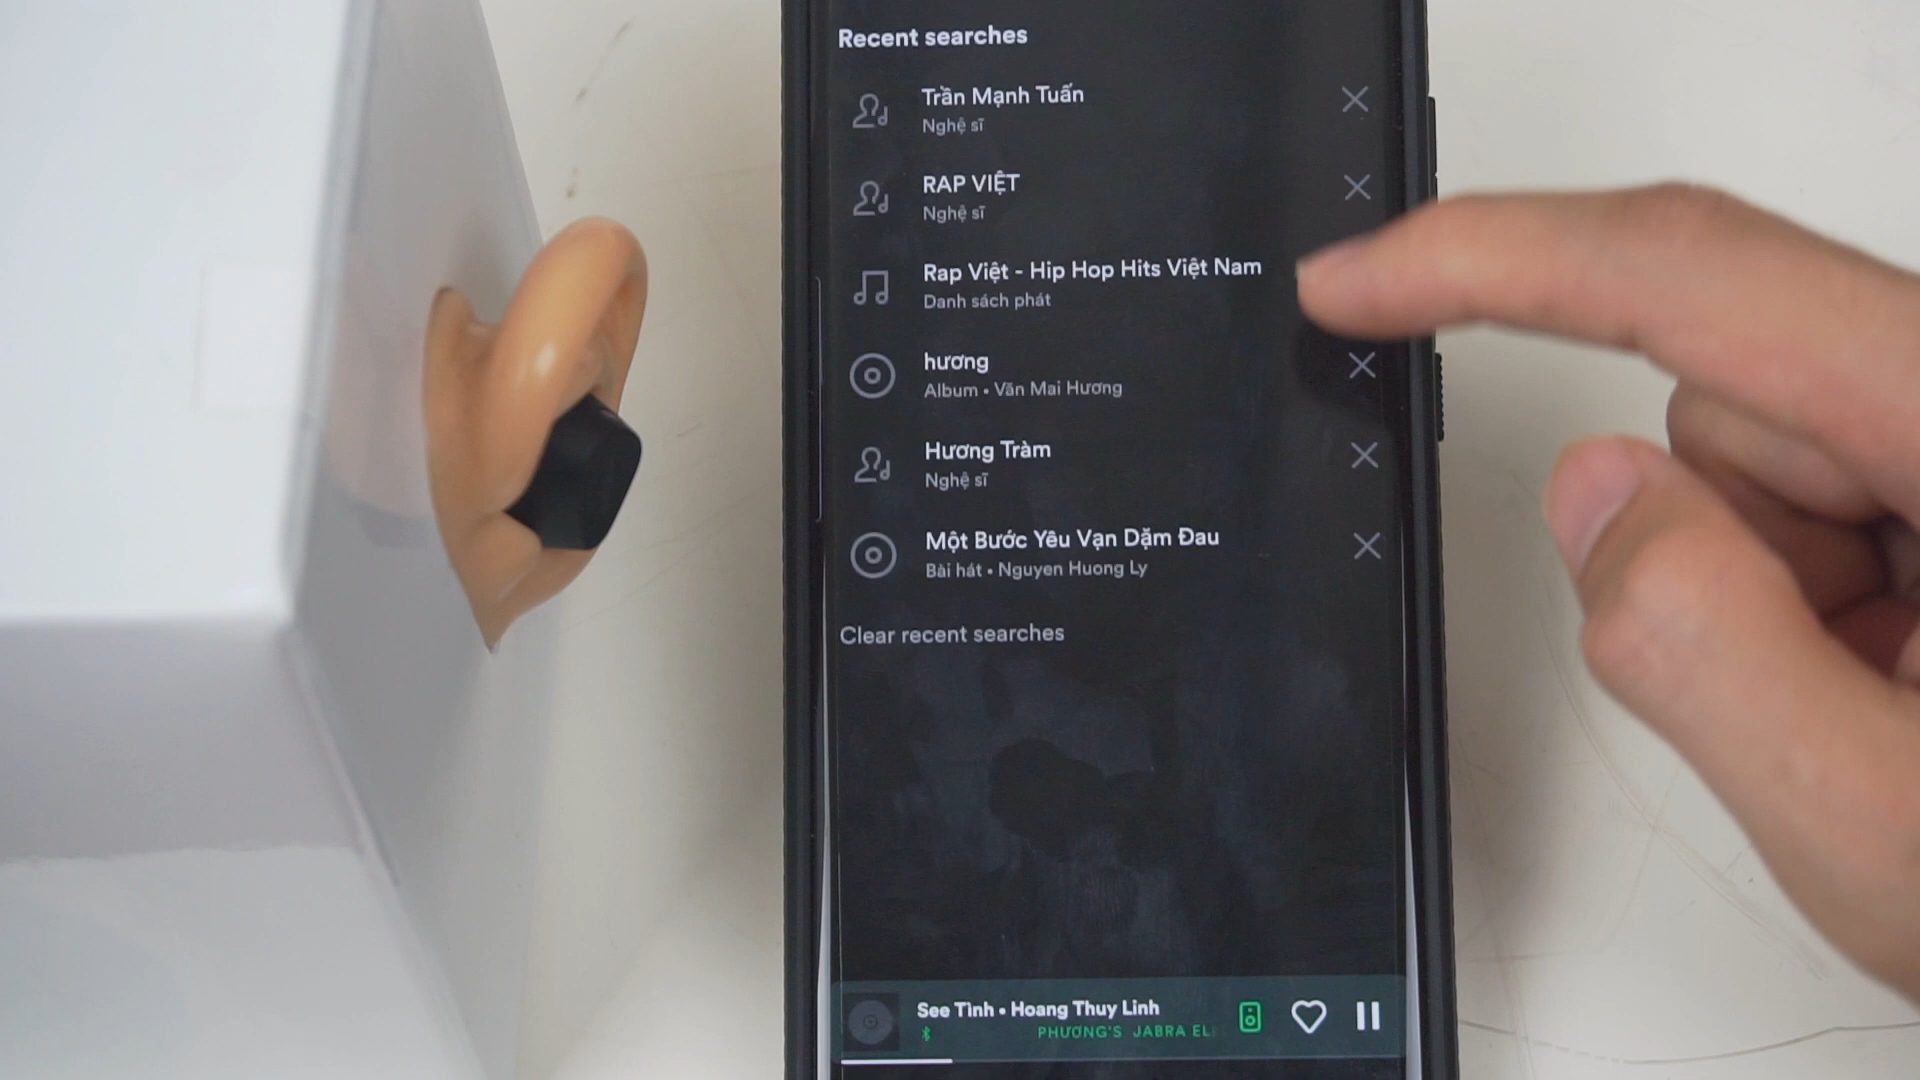 Recent searches
Trần Mạnh Tuấn
Nghệ sĩ
RAP VIỆT
Nghệ sĩ
Rap Việt - Hip Hop Hits Việt Nam
Danh sách phát
hương
Album • Văn Mai Hương
Hương Tràm
Nghệ sĩ
Một Bước Yêu Vạn Dặm Đau
Bài hát • Nguyen Huong Ly
Clear recent searches
See Tình • Hoang Thuy Linh
PHƯƠNG'S JABRA EL